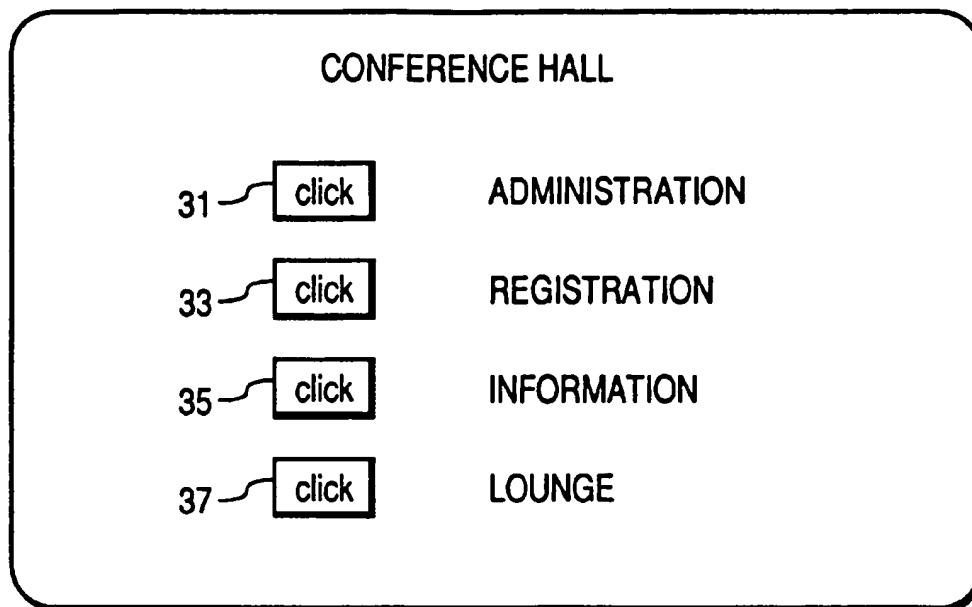 CONFERENCE HALL
31 click ADMINISTRATION
33 click REGISTRATION
35 click INFORMATION
37 click LOUNGE